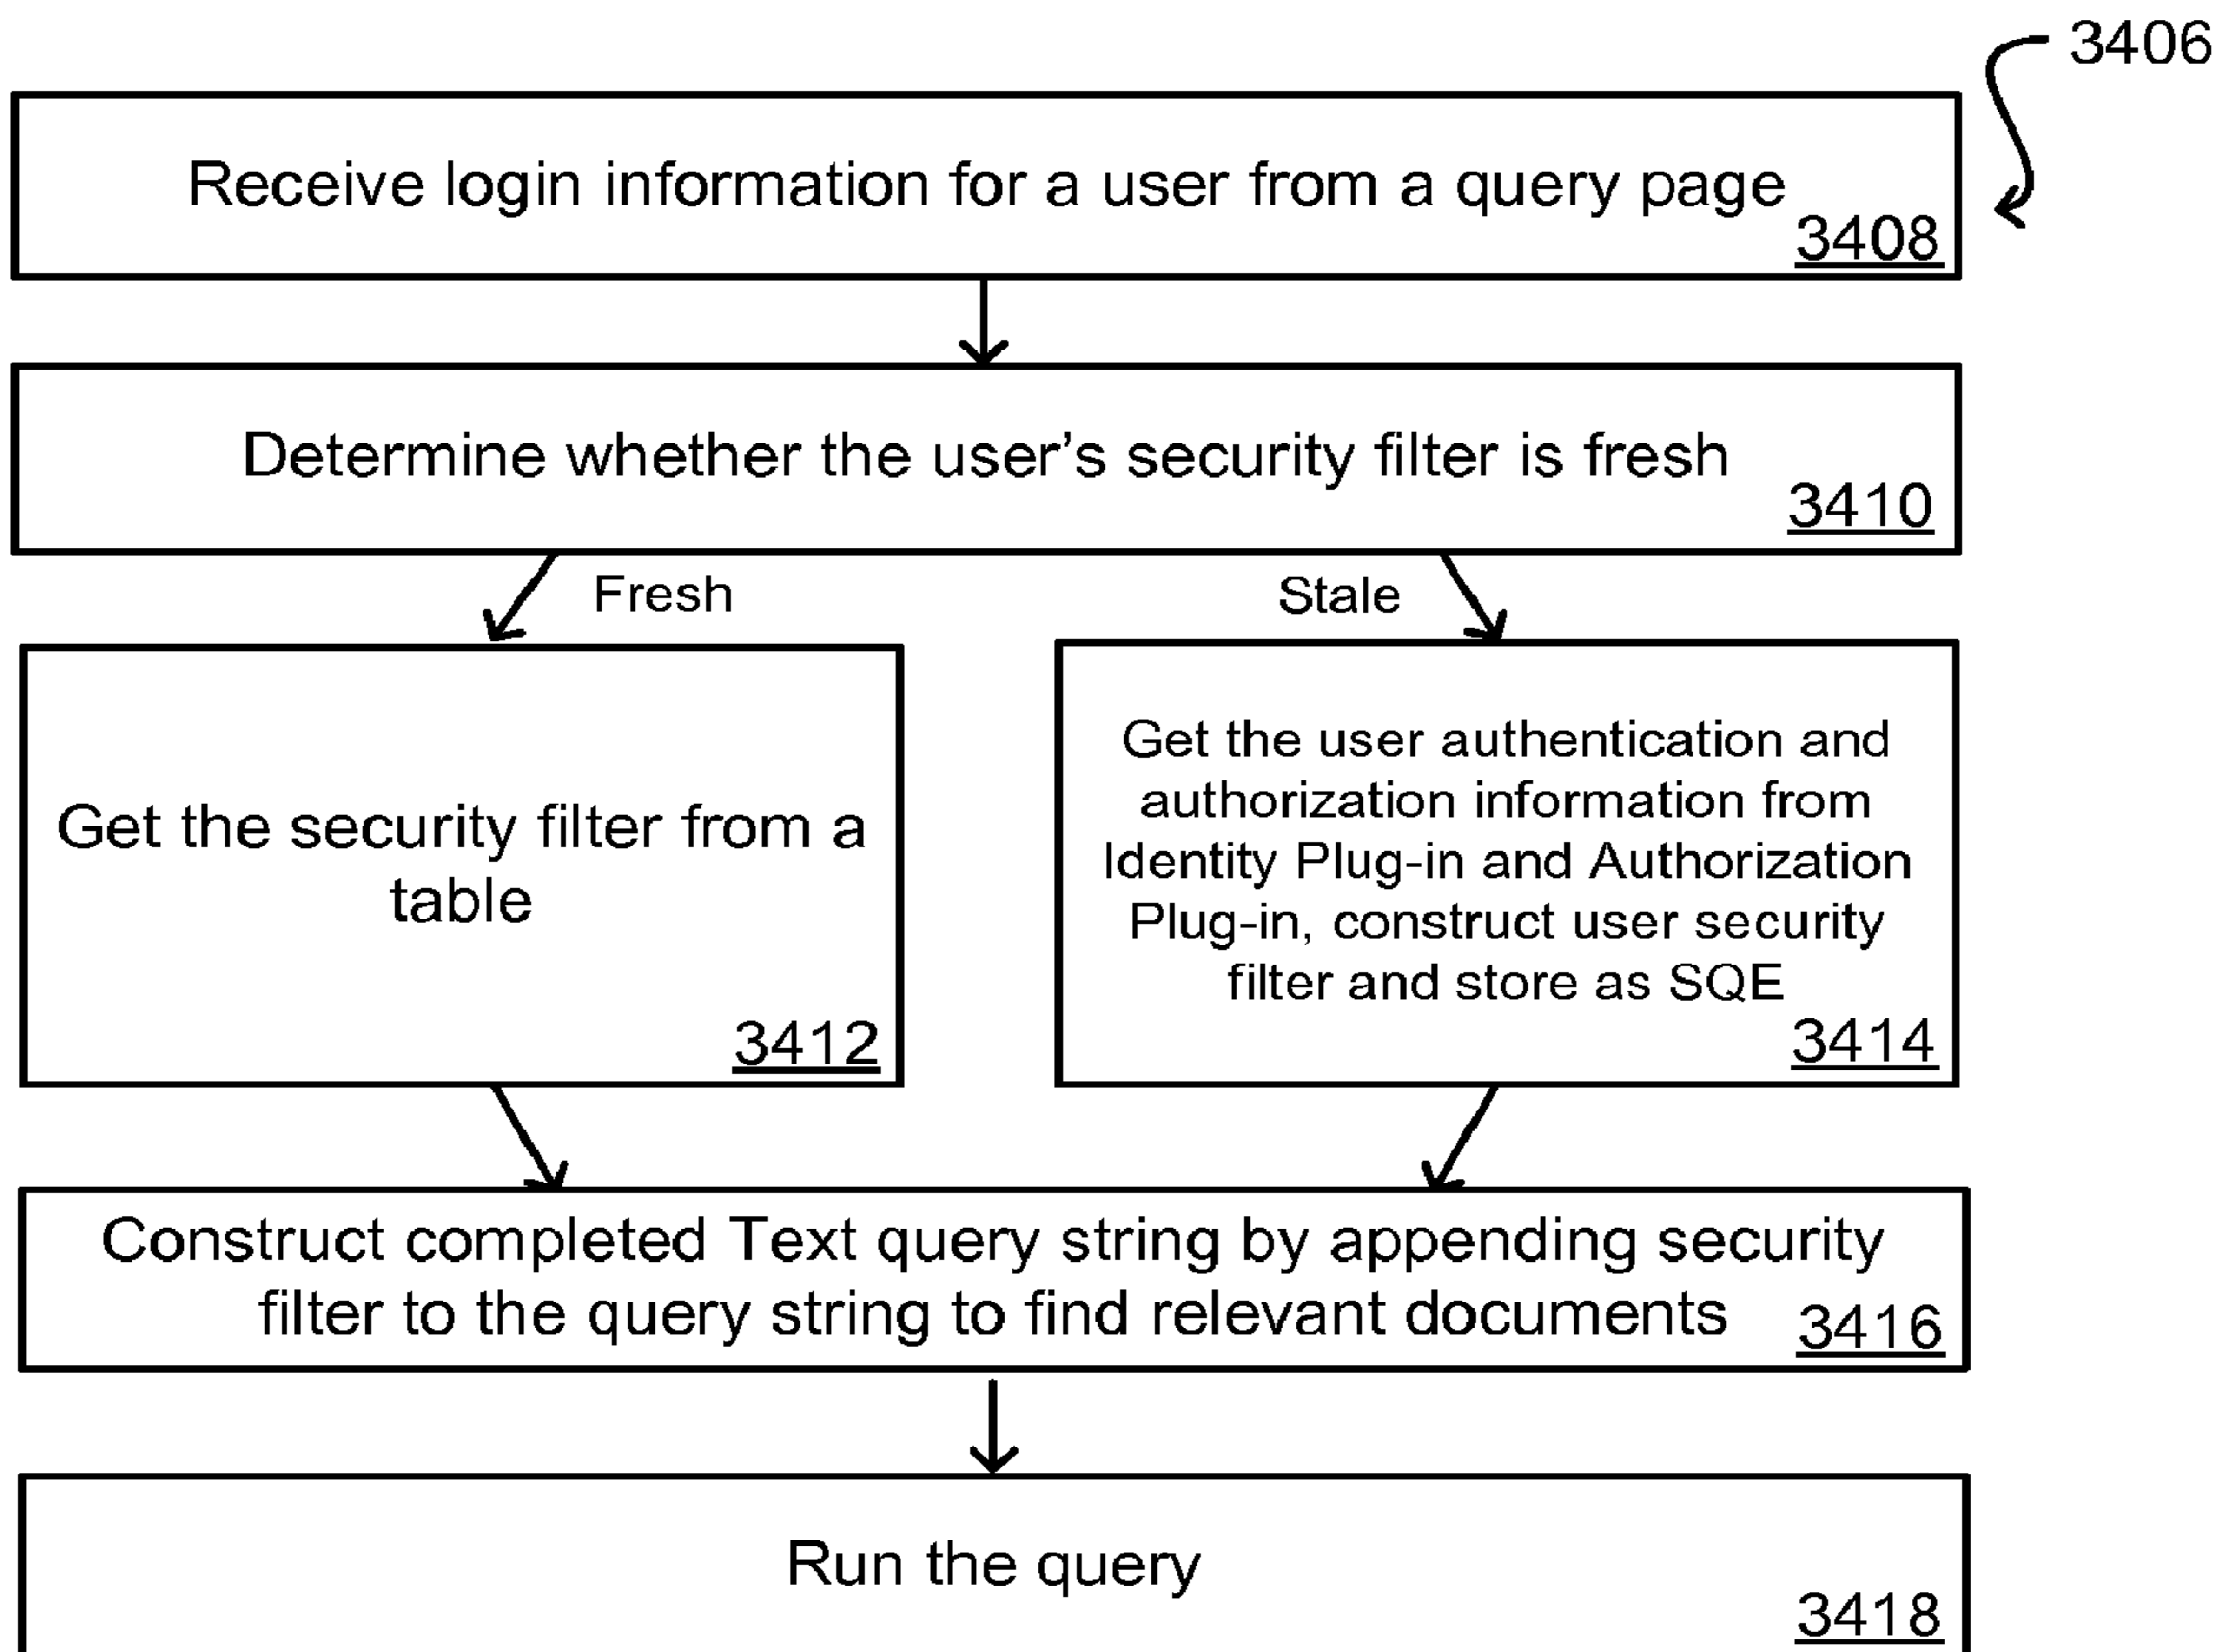 3406
Receive login information for a user from a query page
3408
Determine whether the user's security filter is fresh
3410
Fresh
Stale
Get the security filter from a
table
3412
Get the user authentication and
authorization information from
Identity Plug-in and Authorization
Plug-in, construct user security
filter and store as SQE
3414
Construct completed Text query string by appending security
filter to the query string to find relevant documents
3416
Run the query
3418